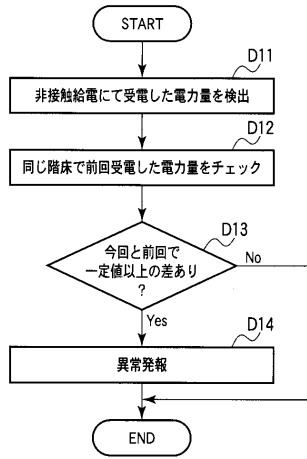 START
D11
非接触給電にて受電した電力量を検出
D12
同じ階床で前回受電した電力量をチェック
D13
今回と前回で
一定値以上の差あり
?
No
Yes
D14
異常発報
END